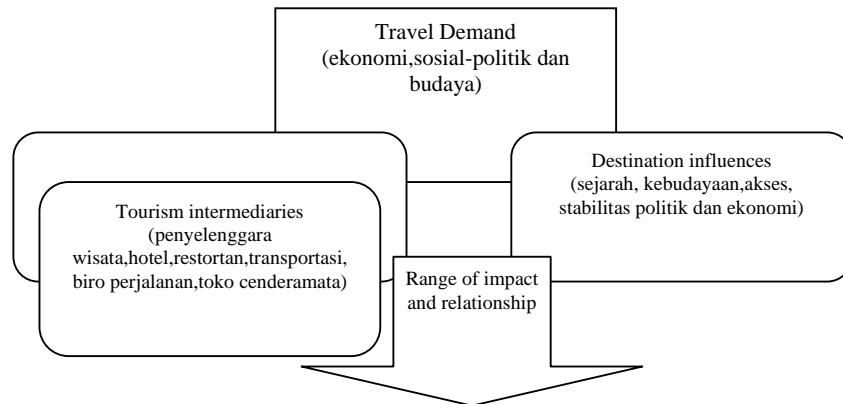 Travel Demand
(ekonomi,sosial-politik dan
budaya)
Destination influences
(sejarah, kebudayaan,akses,
stabilitas politik dan ekonomi)
Tourism intermediaries
(penyelenggara
wisata,hotel,restortan,transportasi,
biro perjalanan,toko cenderamata)
Range of impact
and relationship